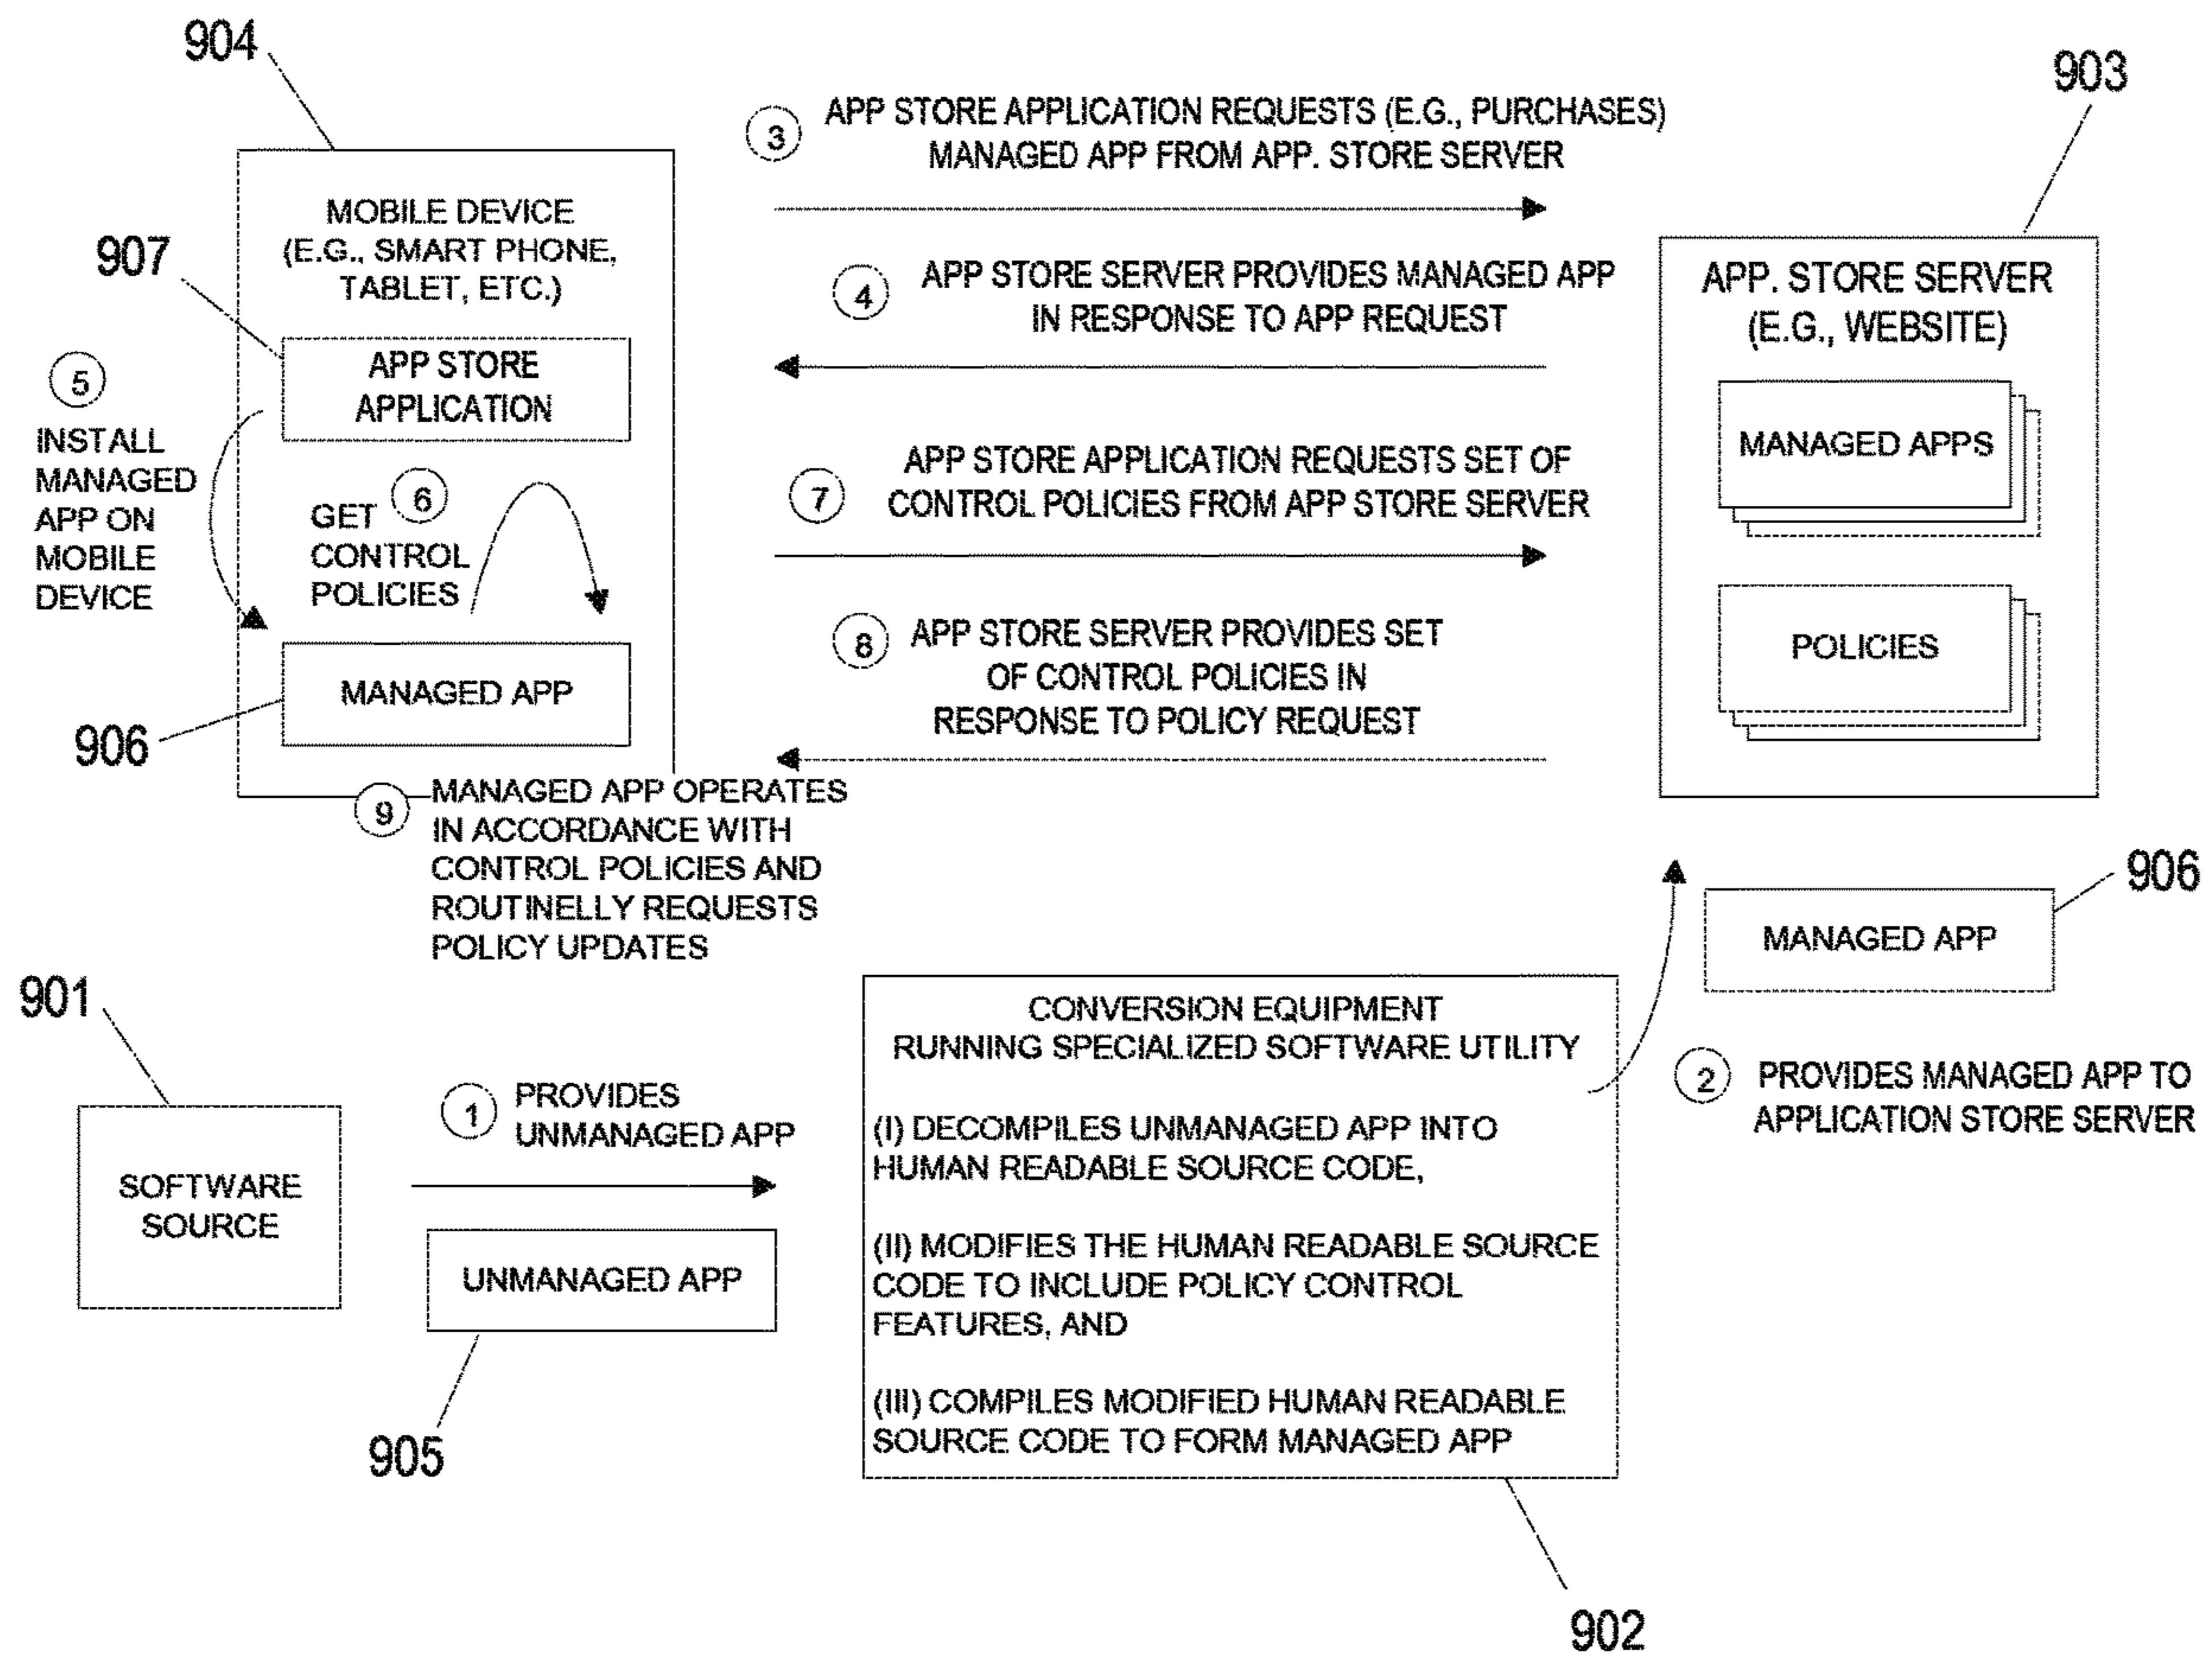 904
903
3
APP STORE APPLICATION REQUESTS (E.G., PURCHASES)
MANAGED APP FROM APP. STORE SERVER
MOBILE DEVICE
(E.G., SMART PHONE,
TABLET, ETC.)
907
4
APP STORE SERVER PROVIDES MANAGED APP
IN RESPONSE TO APP REQUEST
APP. STORE SERVER
(E.G., WEBSITE)
APP STORE
APPLICATION
5
INSTALL
MANAGED
APP ON
MOBILE
DEVICE
6
GET
CONTROL
POLICIES
7
APP STORE APPLICATION REQUESTS SET OF
CONTROL POLICIES FROM APP STORE SERVER
MANAGED APPS
8
APP STORE SERVER PROVIDES SET
OF CONTROL POLICIES IN
RESPONSE TO POLICY REQUEST
POLICIES
MANAGED APP
906
9
MANAGED APP OPERATES
IN ACCORDANCE WITH
CONTROL POLICIES AND
ROUTINELLY REQUESTS
POLICY UPDATES
906
MANAGED APP
901
SOFTWARE
SOURCE
1
PROVIDES
UNMANAGED APP
UNMANAGED APP
905
CONVERSION EQUIPMENT
RUNNING SPECIALIZED SOFTWARE UTILITY
(I) DECOMPILES UNMANAGED APP INTO
HUMAN READABLE SOURCE CODE,
(II) MODIFIES THE HUMAN READABLE SOURCE
CODE TO INCLUDE POLICY CONTROL
FEATURES, AND
(III) COMPILES MODIFIED HUMAN READABLE
SOURCE CODE TO FORM MANAGED APP
2
PROVIDES MANAGED APP TO
APPLICATION STORE SERVER
902